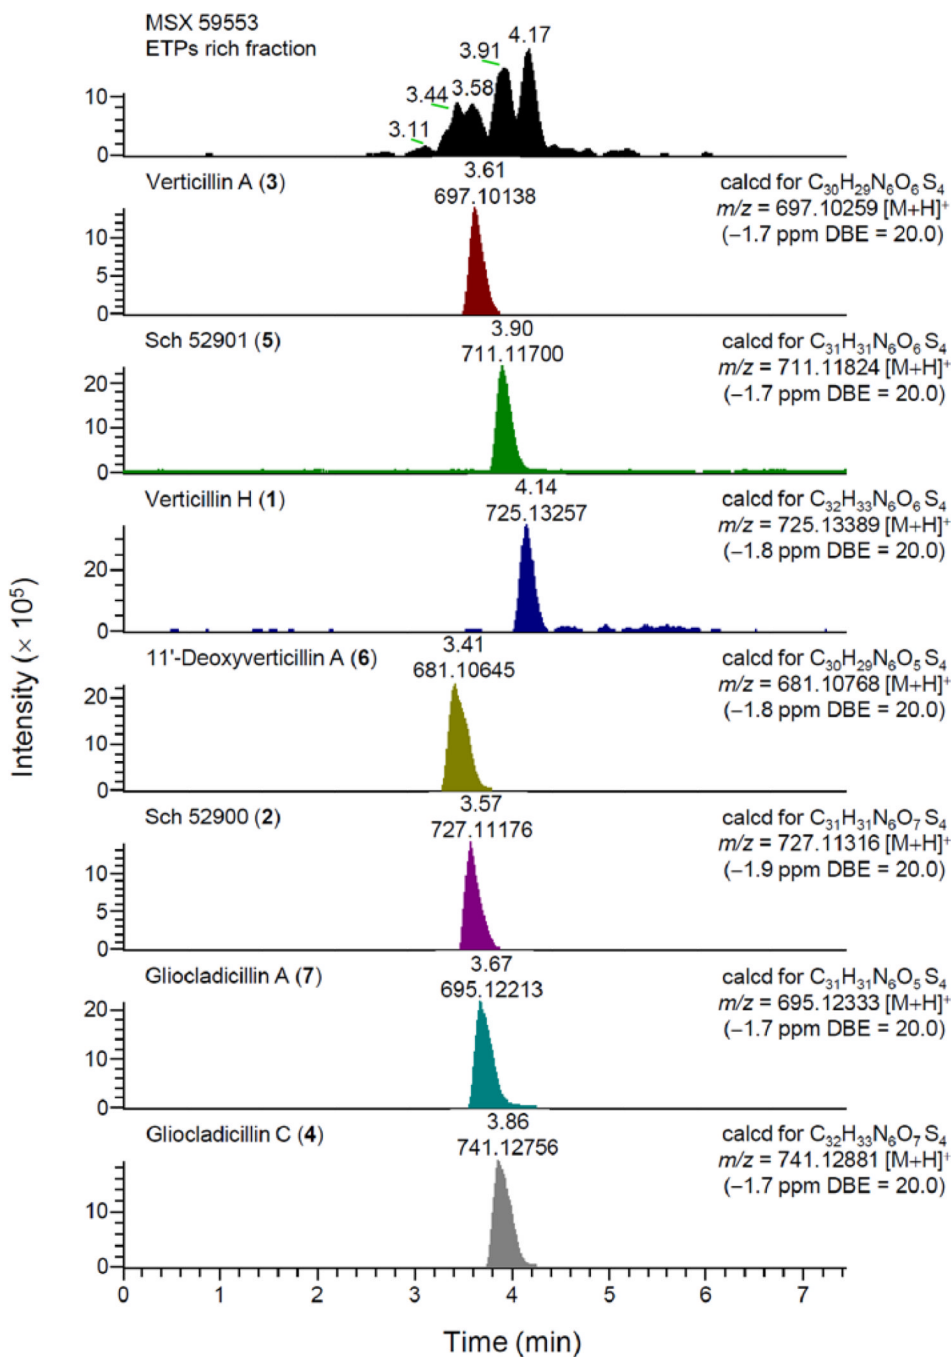 MSX 59553
ETPs rich fraction
4.17
3.91
3.44 3.58
3.11
10
0
Verticillin A (3)
3.61
697.10138
calcd for C₃₀H₂₉N₆O₆S₄
m/z = 697.10259 [M+H]⁺
(−1.7 ppm DBE = 20.0)
10
5
0
Sch 52901 (5)
3.90
711.11700
calcd for C₃₁H₃₁N₆O₆S₄
m/z = 711.11824 [M+H]⁺
(−1.7 ppm DBE = 20.0)
20
10
0
Verticillin H (1)
4.14
725.13257
calcd for C₃₂H₃₃N₆O₆S₄
m/z = 725.13389 [M+H]⁺
(−1.8 ppm DBE = 20.0)
20
0
11'-Deoxyverticillin A (6)
3.41
681.10645
calcd for C₃₀H₂₉N₆O₅S₄
m/z = 681.10768 [M+H]⁺
(−1.8 ppm DBE = 20.0)
20
10
0
Sch 52900 (2)
3.57
727.11176
calcd for C₃₁H₃₁N₆O₇S₄
m/z = 727.11316 [M+H]⁺
(−1.9 ppm DBE = 20.0)
10
5
0
Gliocladicillin A (7)
3.67
695.12213
calcd for C₃₁H₃₁N₆O₅S₄
m/z = 695.12333 [M+H]⁺
(−1.7 ppm DBE = 20.0)
20
10
0
Gliocladicillin C (4)
3.86
741.12756
calcd for C₃₂H₃₃N₆O₇S₄
m/z = 741.12881 [M+H]⁺
(−1.7 ppm DBE = 20.0)
10
0
0 1 2 3 4 5 6 7
Time (min)
Intensity (× 10⁵)